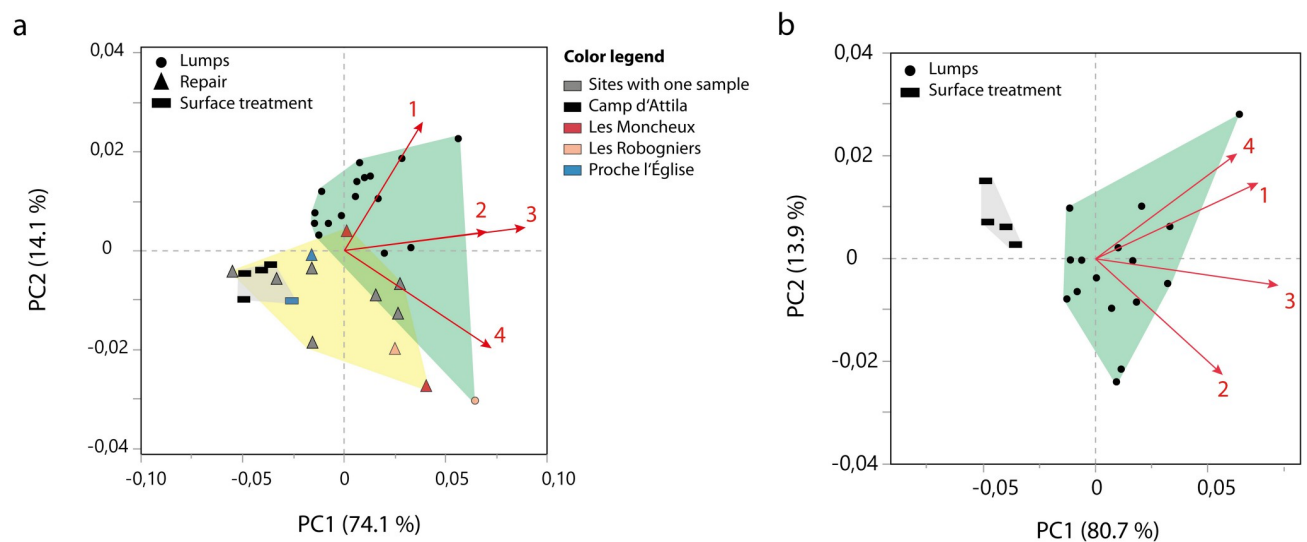 a
0,04
0,02
0
-0,02
-0,04
PC2 (14.1 %)
Lumps
Repair
Surface treatment
1
2
3
4
-0,10
-0,05
0
0,05
0,10
PC1 (74.1 %)
Color legend
Sites with one sample
Camp d'Attila
Les Moncheux
Les Robogniers
Proche l'Église
b
0,04
0,02
0
-0,02
-0,04
PC2 (13.9 %)
Lumps
Surface treatment
4
1
3
2
-0,05
0
0,05
PC1 (80.7 %)